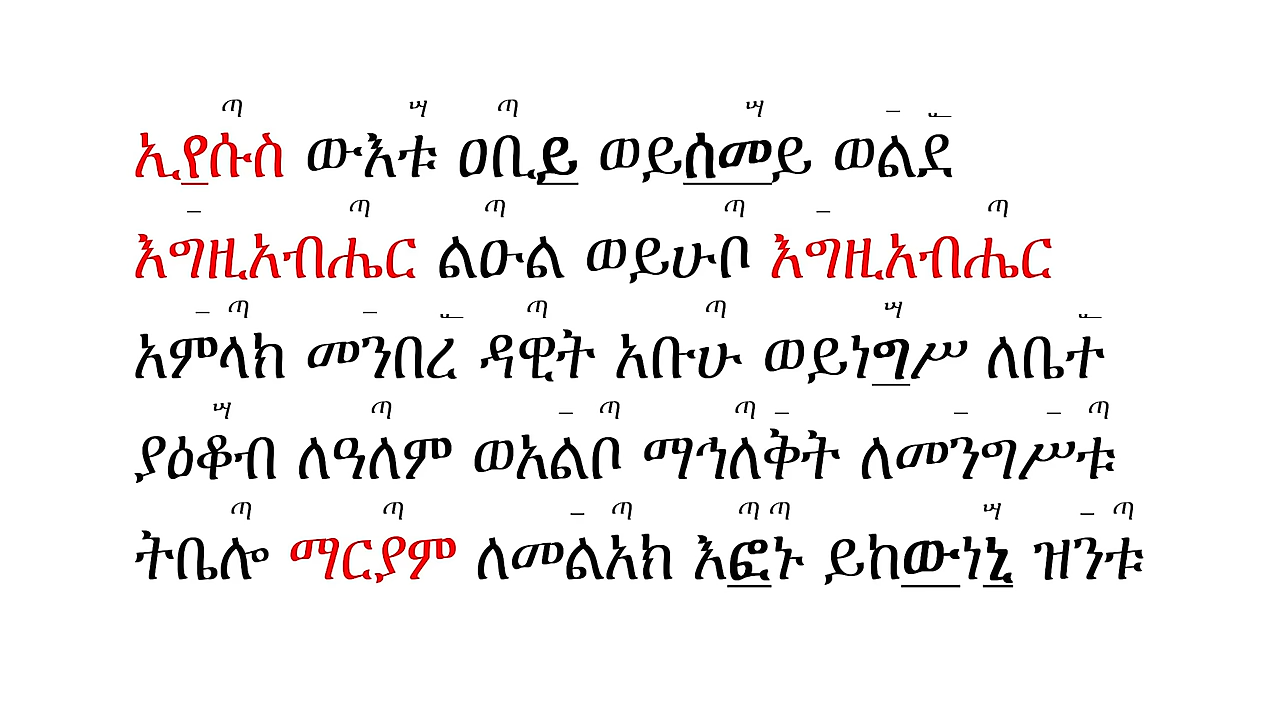 ኢየሱስ ውእቱ ዐቢይ ወይሰመይ ወልደ
እግዚአብሔር ልዑል ወይሁቦ እግዚአብሔር
አምላክ መንበረ ዳዊት አቡሁ ወይነግሥ ለቤተ
ያዕቆብ ለዓለም ወአልቦ ማኅለቅት ለመንግሥቱ
ትቤሎ ማርያም ለመልአክ እፎኑ ይከውነኒ ዝንቱ